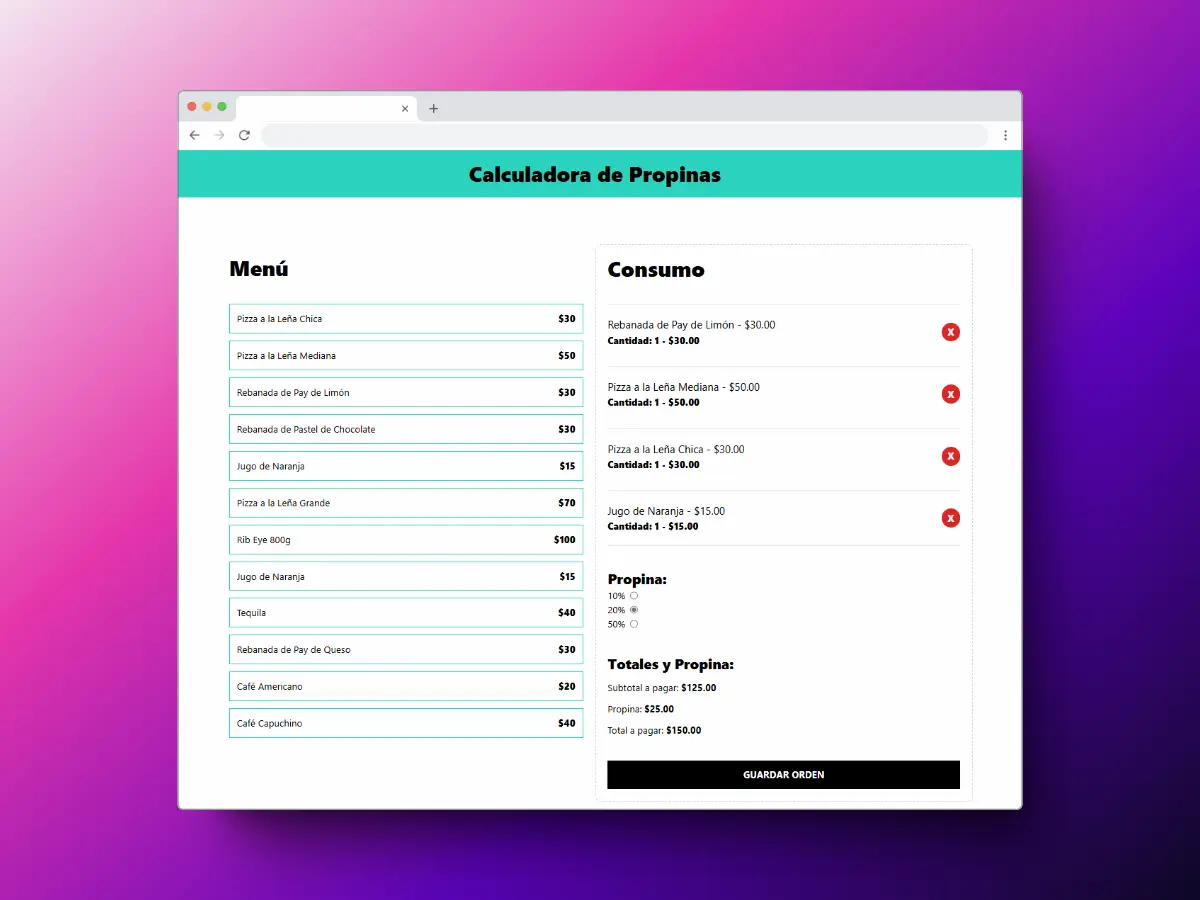 Calculadora de Propinas
Menú
Pizza a la Leña Chica $30
Pizza a la Leña Mediana $50
Rebanada de Pay de Limón $30
Rebanada de Pastel de Chocolate $30
Jugo de Naranja $15
Pizza a la Leña Grande $70
Rib Eye 800g $100
Jugo de Naranja $15
Tequila $40
Rebanada de Pay de Queso $30
Café Americano $20
Café Capuchino $40
Consumo
Rebanada de Pay de Limón - $30.00
Cantidad: 1 - $30.00
X
Pizza a la Leña Mediana - $50.00
Cantidad: 1 - $50.00
X
Pizza a la Leña Chica - $30.00
Cantidad: 1 - $30.00
X
Jugo de Naranja - $15.00
Cantidad: 1 - $15.00
X
Propina:
10%
20%
50%
Totales y Propina:
Subtotal a pagar: $125.00
Propina: $25.00
Total a pagar: $150.00
GUARDAR ORDEN